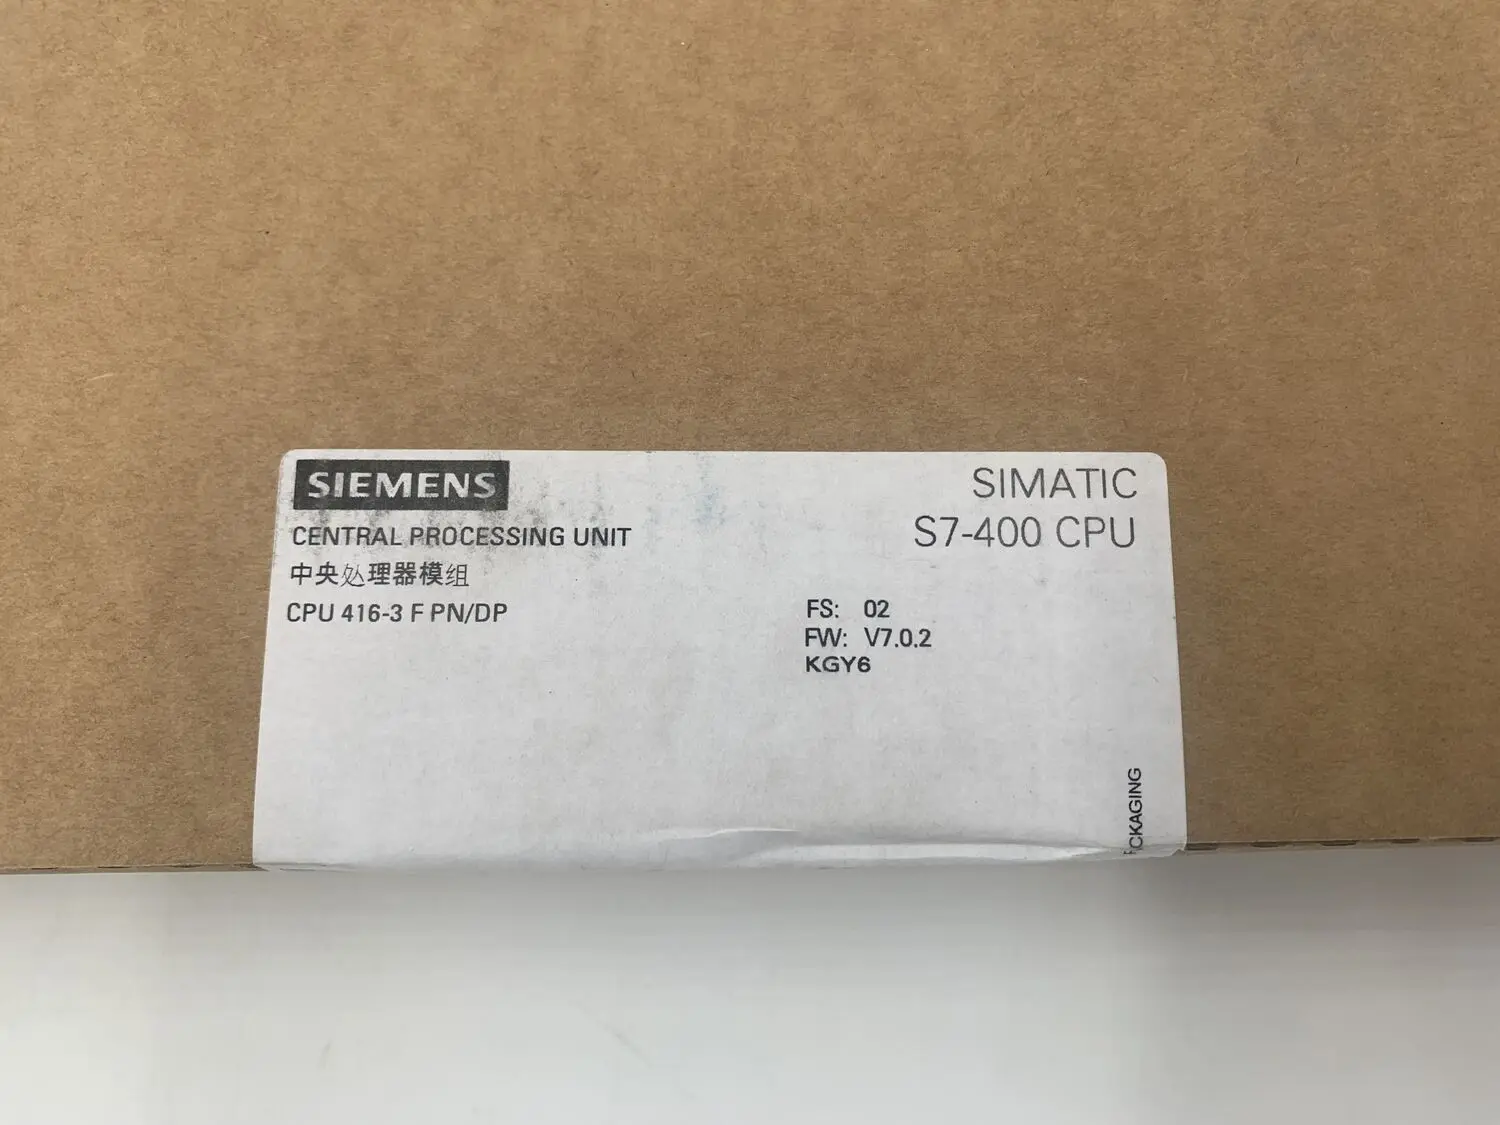 SIEMENS
SIMATIC
S7-400 CPU
CENTRAL PROCESSING UNIT
中央处理器模组
CPU 416-3 F PN/DP
FS: 02
FW: V7.0.2
KGY6
CKAGING